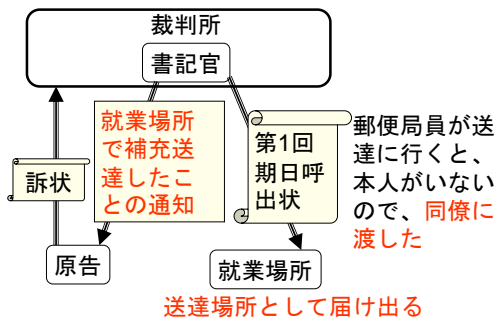 裁判所
書記官
就業場所
で補充送
達したこ
との通知
第1回
期日呼
出状
郵便局員が送
達に行くと、
本人がいない
ので、同僚に
渡した
訴状
原告
就業場所
送達場所として届け出る